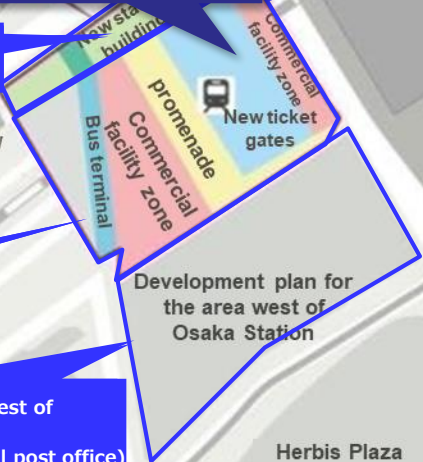 New sta
building
Commercial
facility zone
promenade
New ticket
gates
Commercial
facility zone
Bus terminal
Development plan for
the area west of
Osaka Station
est of
l post office)
Herbis Plaza